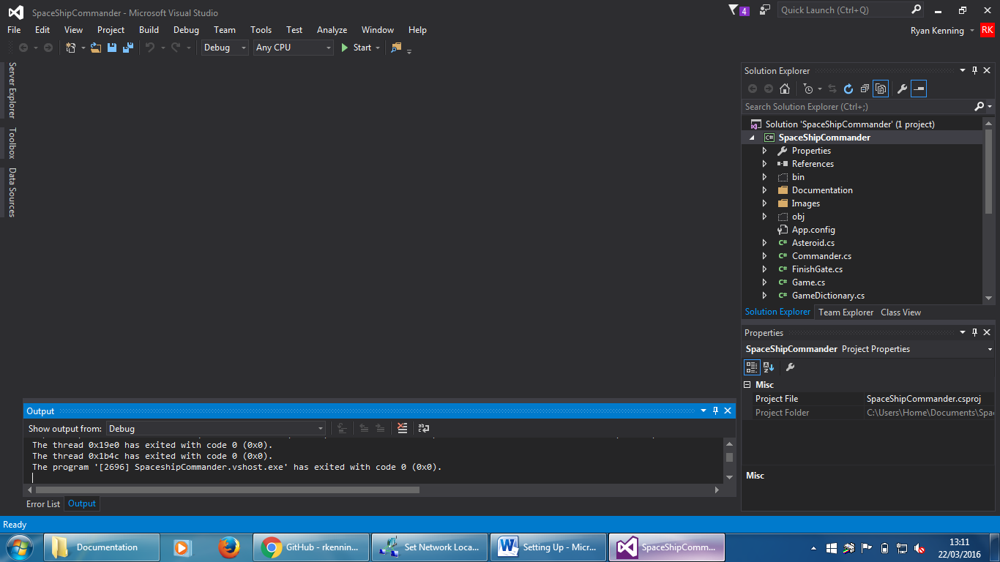 SpaceShipCommander - Microsoft Visual Studio
4
Quick Launch (Ctrl+Q)
File Edit View Project Build Debug Team Tools Test Analyze Window Help
Ryan Kenning
RK
Debug
Any CPU
Start
Server Explorer
Toolbox
Data Sources
Solution Explorer
Search Solution Explorer (Ctrl+;)
Solution 'SpaceShipCommander' (1 project)
C# SpaceShipCommander
Properties
References
bin
Documentation
Images
obj
App.config
C# Asteroid.cs
C# Commander.cs
C# FinishGate.cs
C# Game.cs
C# GameDictionary.cs
Solution Explorer Team Explorer Class View
Properties
SpaceShipCommander Project Properties
Misc
Project File SpaceShipCommander.csproj
Project Folder C:\Users\Home\Documents\Spa
Misc
Output
Show output from: Debug
The thread 0x19e0 has exited with code 0 (0x0).
The thread 0x1b4c has exited with code 0 (0x0).
The program '[2696] SpaceshipCommander.vshost.exe' has exited with code 0 (0x0).
Error List Output
Ready
Documentation
GitHub - rkennin...
Set Network Loca...
Setting Up - Micr...
SpaceShipComm...
13:11
22/03/2016